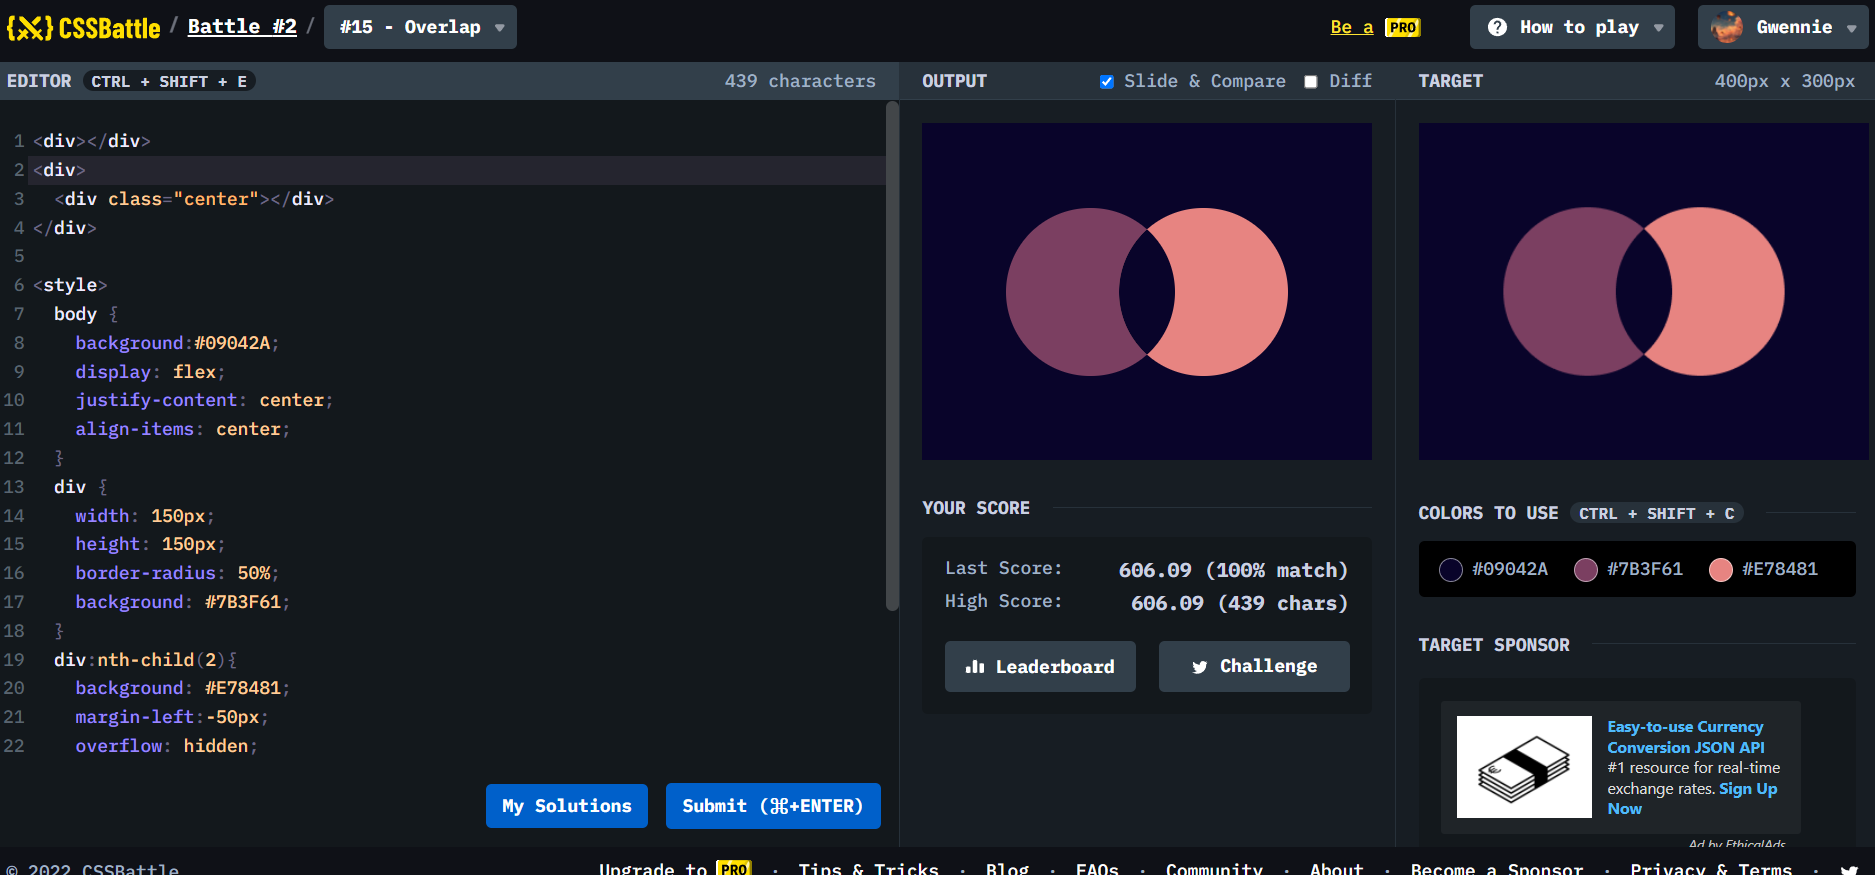 {X} CSSBattle / Battle #2 / #15 - Overlap
Be a PRO
How to play
Gwennie
EDITOR CTRL + SHIFT + E 439 characters
1 <div></div>
2 <div>
3 <div class="center"></div>
4 </div>
5
6 <style>
7 body {
8 background:#09042A;
9 display: flex;
10 justify-content: center;
11 align-items: center;
12 }
13 div {
14 width: 150px;
15 height: 150px;
16 border-radius: 50%;
17 background: #7B3F61;
18 }
19 div:nth-child(2){
20 background: #E78481;
21 margin-left:-50px;
22 overflow: hidden;
My Solutions
Submit (⌘+ENTER)
OUTPUT Slide & Compare Diff
YOUR SCORE
Last Score: 606.09 (100% match)
High Score: 606.09 (439 chars)
Leaderboard
Challenge
TARGET 400px x 300px
COLORS TO USE CTRL + SHIFT + C
#09042A #7B3F61 #E78481
TARGET SPONSOR
Easy-to-use Currency
Conversion JSON API
#1 resource for real-time
exchange rates. Sign Up
Now
Ad by EthicalAds
© 2022 CSSBattle
Upgrade to PRO · Tips & Tricks · Blog · FAQs · Community · About · Become a Sponsor · Privacy & Terms ·